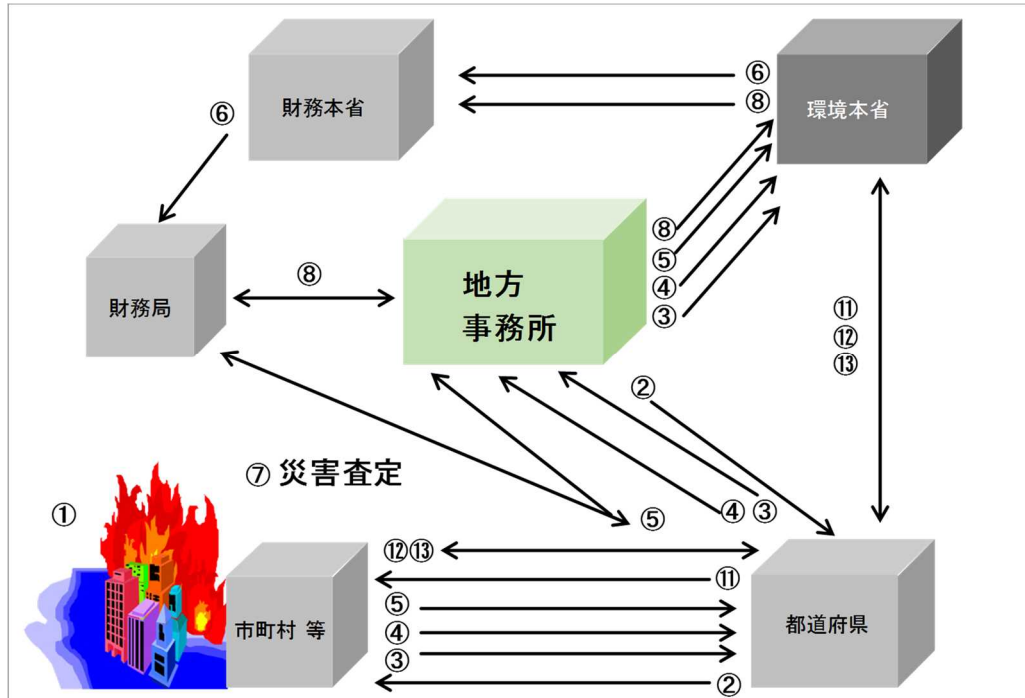 財務本省
⑥
⑧
環境本省
⑥
財務局
⑧
地方
事務所
⑧
⑤
④
③
⑪
⑫
⑬
②
⑦ 災害査定
①
⑤
④ ③
市町村 等
⑫⑬
⑪
⑤
④
③
②
都道府県